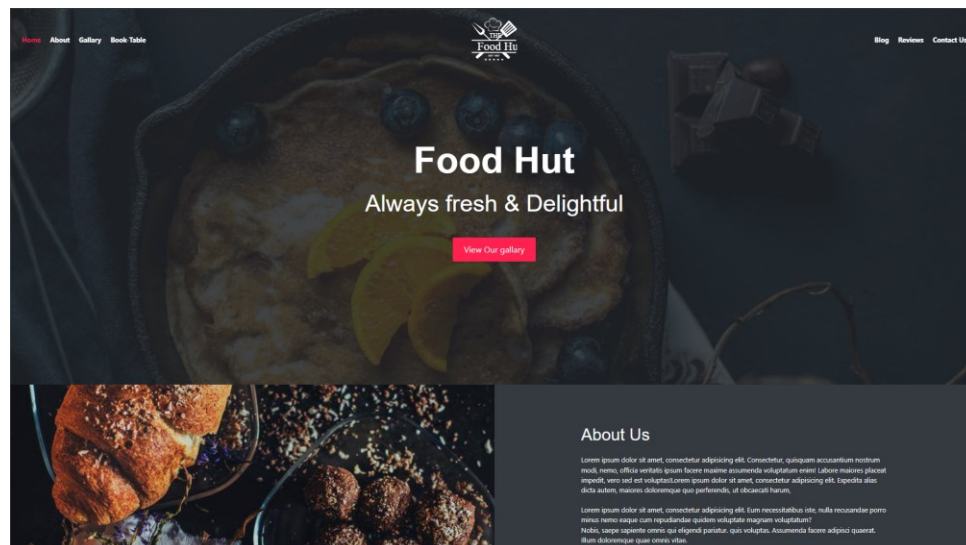 Home About Gallary Book-Table
THE
Food Hu
Blog Reviews Contact Us
Food Hut
Always fresh & Delightful
View Our gallary
About Us
Lorem ipsum dolor sit amet, consectetur adipisicing elit. Consectetur, quisquam accusantium nostrum
modi, nemo, officia veritatis ipsum facere maxime assumenda voluptatum enim! Labore maiores placeat
impedit, vero sed est voluptas!Lorem ipsum dolor sit amet, consectetur adipisicing elit. Expedita alias
dicta autem, maiores doloremque quo perferendis, ut obcaecati harum,
Lorem ipsum dolor sit amet, consectetur adipisicing elit. Eum necessitatibus iste, nulla recusandae porro
minus nemo eaque cum repudiandae quidem voluptate magnam voluptatum?
Nobis, saepe sapiente omnis qui eligendi pariatur. quis voluptas. Assumenda facere adipisci quaerat.
Illum doloremque quae omnis vitae.